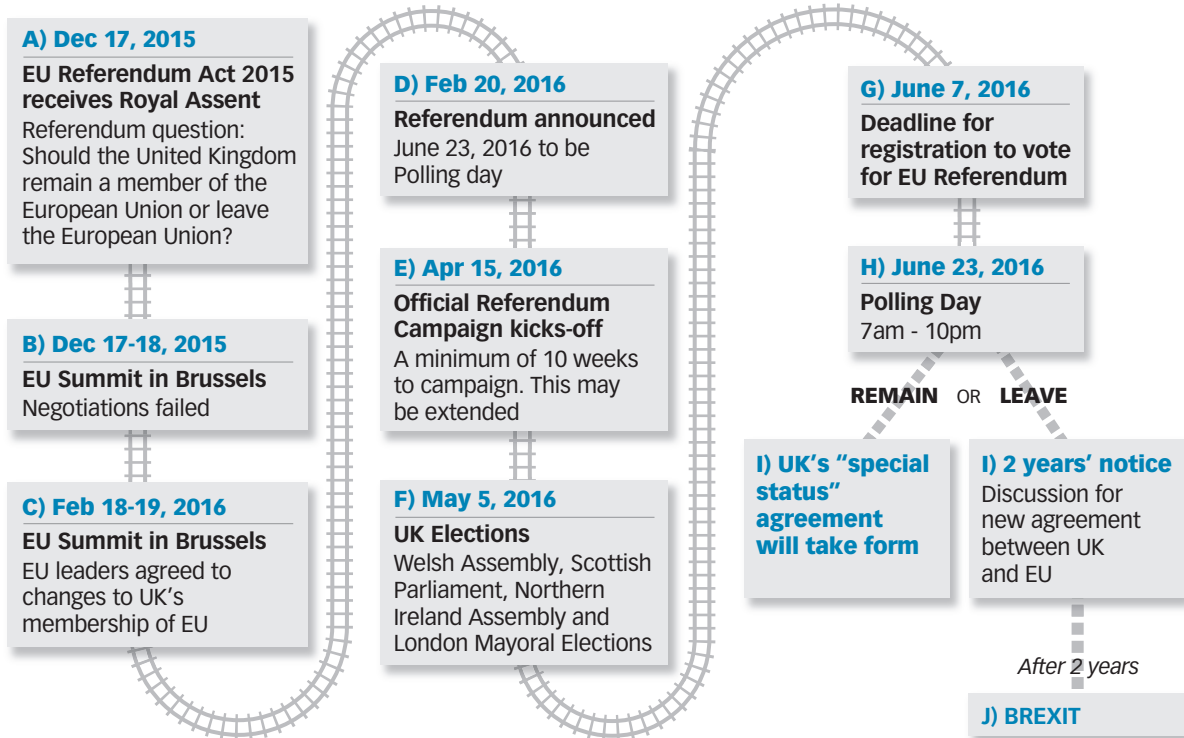 A) Dec 17, 2015
EU Referendum Act 2015
receives Royal Assent
Referendum question:
Should the United Kingdom
remain a member of the
European Union or leave
the European Union?
B) Dec 17-18, 2015
EU Summit in Brussels
Negotiations failed
C) Feb 18-19, 2016
EU Summit in Brussels
EU leaders agreed to
changes to UK's
membership of EU
D) Feb 20, 2016
Referendum announced
June 23, 2016 to be
Polling day
E) Apr 15, 2016
Official Referendum
Campaign kicks-off
A minimum of 10 weeks
to campaign. This may
be extended
F) May 5, 2016
UK Elections
Welsh Assembly, Scottish
Parliament, Northern
Ireland Assembly and
London Mayoral Elections
G) June 7, 2016
Deadline for
registration to vote
for EU Referendum
H) June 23, 2016
Polling Day
7am - 10pm
REMAIN OR LEAVE
I) UK's “special
status”
agreement
will take form
I) 2 years' notice
Discussion for
new agreement
between UK
and EU
After 2 years
J) BREXIT